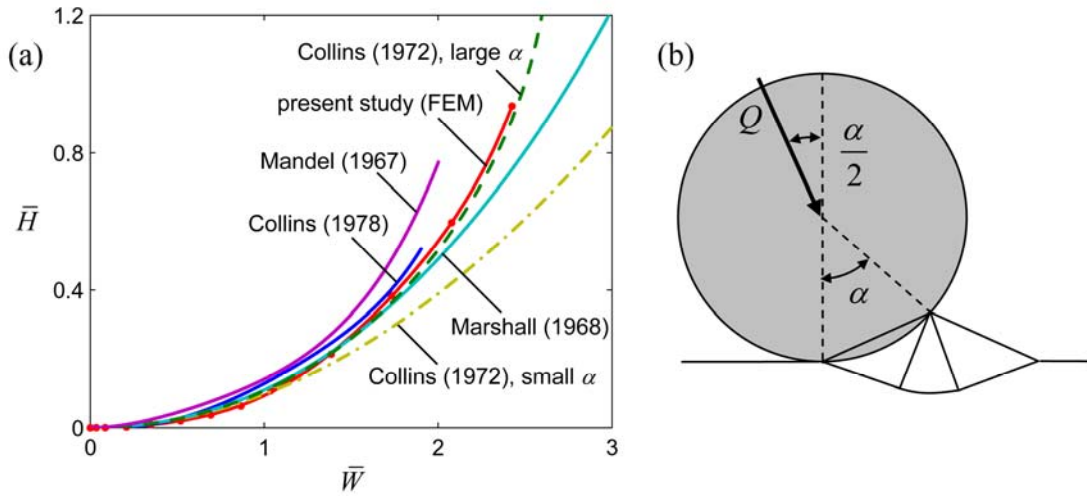 (a)
1.2
0.8
0.4
0
H̅
0
1
2
3
W̅
Collins (1972), large α
present study (FEM)
Mandel (1967)
Collins (1978)
Marshall (1968)
Collins (1972), small α
(b)
Q
α
2
α